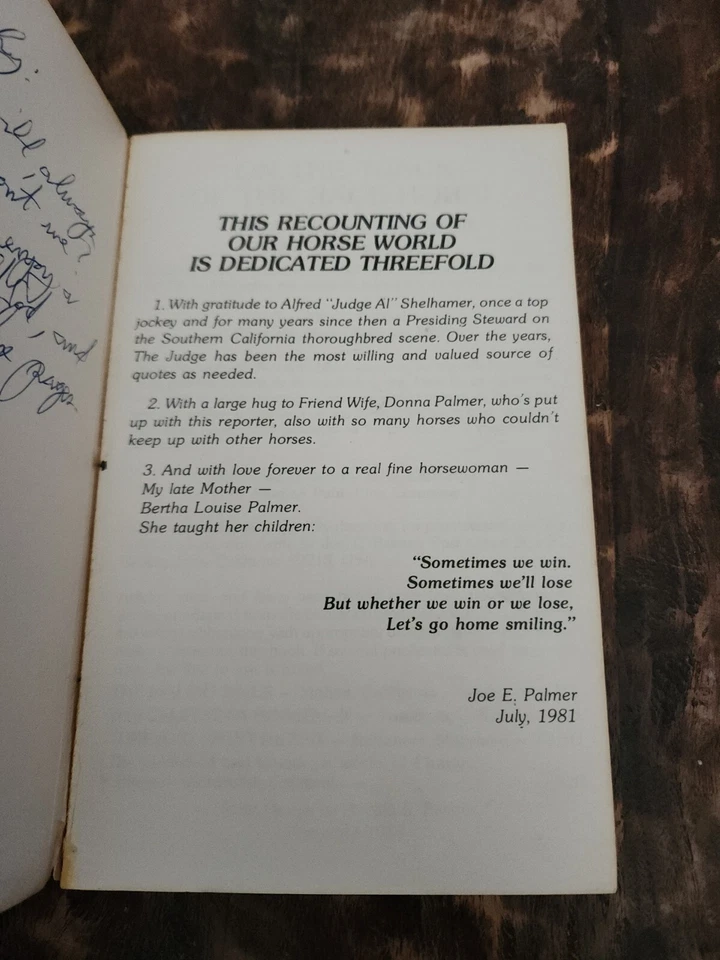 always
THIS RECOUNTING OF
OUR HORSE WORLD
IS DEDICATED THREEFOLD
1. With gratitude to Alfred "Judge Al" Shelhamer, once a top
jockey and for many years since then a Presiding Steward on
the Southern California thoroughbred scene. Over the years,
The Judge has been the most willing and valued source of
quotes as needed.
2. With a large hug to Friend Wife, Donna Palmer, who's put
up with this reporter, also with so many horses who couldn't
keep up with other horses.
3. And with love forever to a real fine horsewoman —
My late Mother —
Bertha Louise Palmer.
She taught her children:
"Sometimes we win.
Sometimes we'll lose
But whether we win or we lose,
Let's go home smiling."
Joe E. Palmer
July, 1981